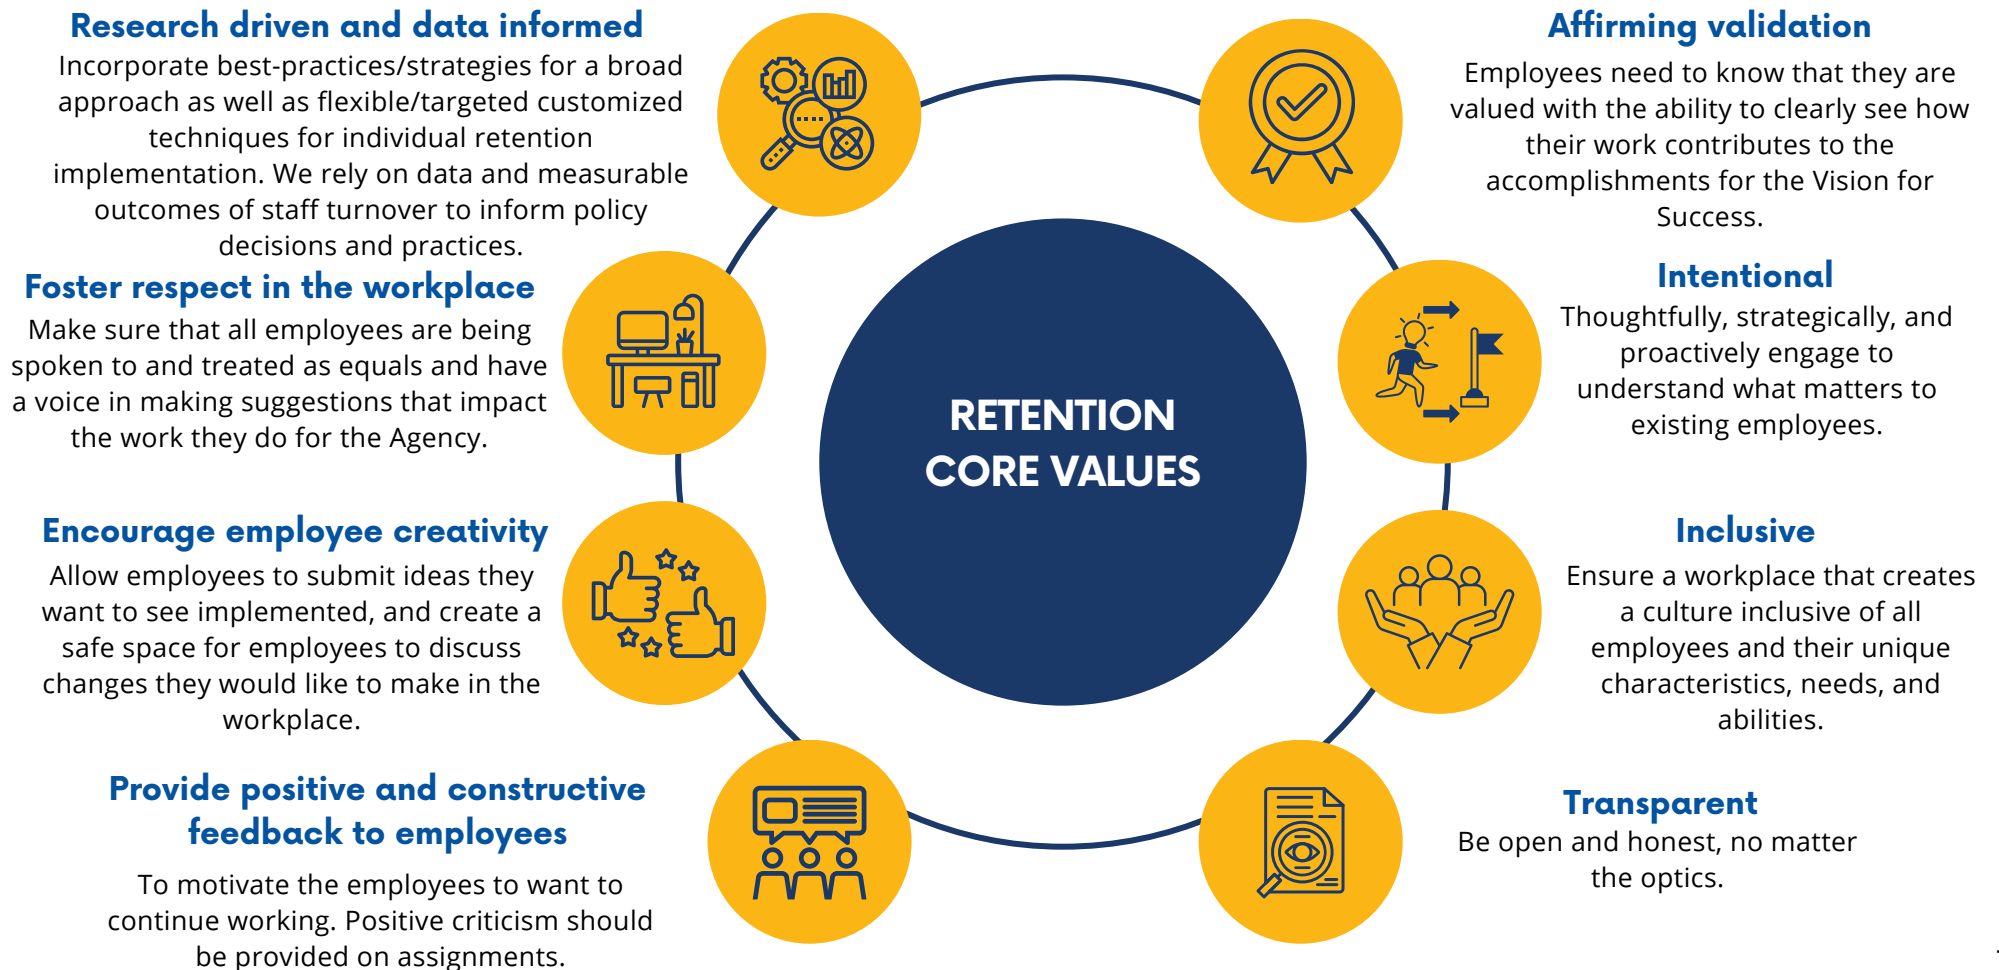 Research driven and data informed
Incorporate best-practices/strategies for a broad
approach as well as flexible/targeted customized
techniques for individual retention
implementation. We rely on data and measurable
outcomes of staff turnover to inform policy
decisions and practices.
Foster respect in the workplace
Make sure that all employees are being
spoken to and treated as equals and have
a voice in making suggestions that impact
the work they do for the Agency.
Encourage employee creativity
Allow employees to submit ideas they
want to see implemented, and create a
safe space for employees to discuss
changes they would like to make in the
workplace.
Provide positive and constructive
feedback to employees
To motivate the employees to want to
continue working. Positive criticism should
be provided on assignments.
RETENTION
CORE VALUES
Affirming validation
Employees need to know that they are
valued with the ability to clearly see how
their work contributes to the
accomplishments for the Vision for
Success.
Intentional
Thoughtfully, strategically, and
proactively engage to
understand what matters to
existing employees.
Inclusive
Ensure a workplace that creates
a culture inclusive of all
employees and their unique
characteristics, needs, and
abilities.
Transparent
Be open and honest, no matter
the optics.